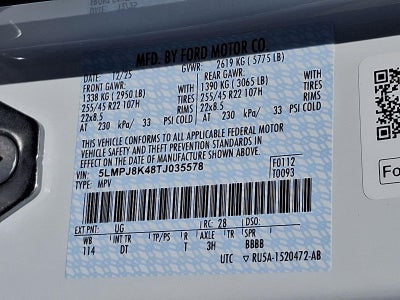 MFD. BY FORD MOTOR CO.
DATE: 12/25 GVWR: 2619 KG ( 5775 LB)
FRONT GAWR: REAR GAWR:
1338 KG ( 2950 LB) 1390 KG ( 3065 LB)
255/45 R22 107H TIRES 255/45 R22 107H TIRES
22x8.5 RIMS 22x8.5 RIMS
AT 230 kPa/ 33 PSI COLD AT 230 kPa/ 33 PSI COLD
THIS VEHICLE CONFORMS TO ALL APPLICABLE FEDERAL MOTOR
VEHICLE SAFETY AND THEFT PREVENTION STANDARDS IN
EFFECT ON THE DATE OF MANUFACTURE SHOWN ABOVE.
VIN: 5LMPJ8K48TJ035578 F0112
TYPE: MPV T0093
EXT PNT: UG RC: 28 DSO:
WB INT TR TP/PS R AXLE TR SPR
114 DT T 3H BBBB
UTC ▽ RU5A-1520472-AB
Fo